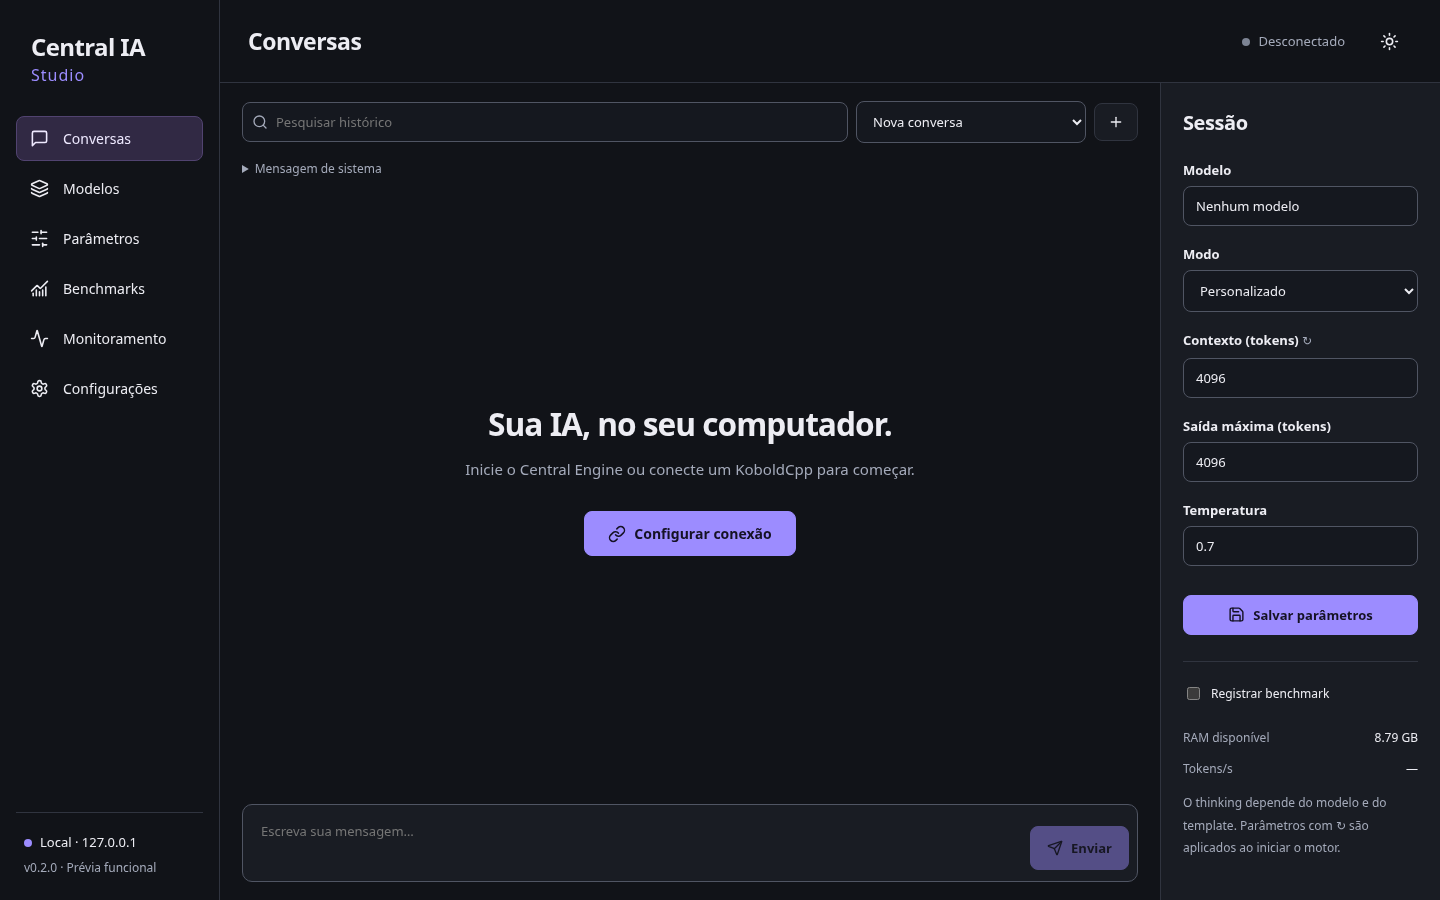 Central IA
Studio
Conversas
Modelos
Parâmetros
Benchmarks
Monitoramento
Configurações
Local · 127.0.0.1
v0.2.0 · Prévia funcional
Conversas
Desconectado
Pesquisar histórico
Nova conversa
+
Mensagem de sistema
Sua IA, no seu computador.
Inicie o Central Engine ou conecte um KoboldCpp para começar.
Configurar conexão
Escreva sua mensagem...
Enviar
Sessão
Modelo
Nenhum modelo
Modo
Personalizado
Contexto (tokens) ↻
4096
Saída máxima (tokens)
4096
Temperatura
0.7
Salvar parâmetros
Registrar benchmark
RAM disponível 8.79 GB
Tokens/s —
O thinking depende do modelo e do
template. Parâmetros com ↻ são
aplicados ao iniciar o motor.